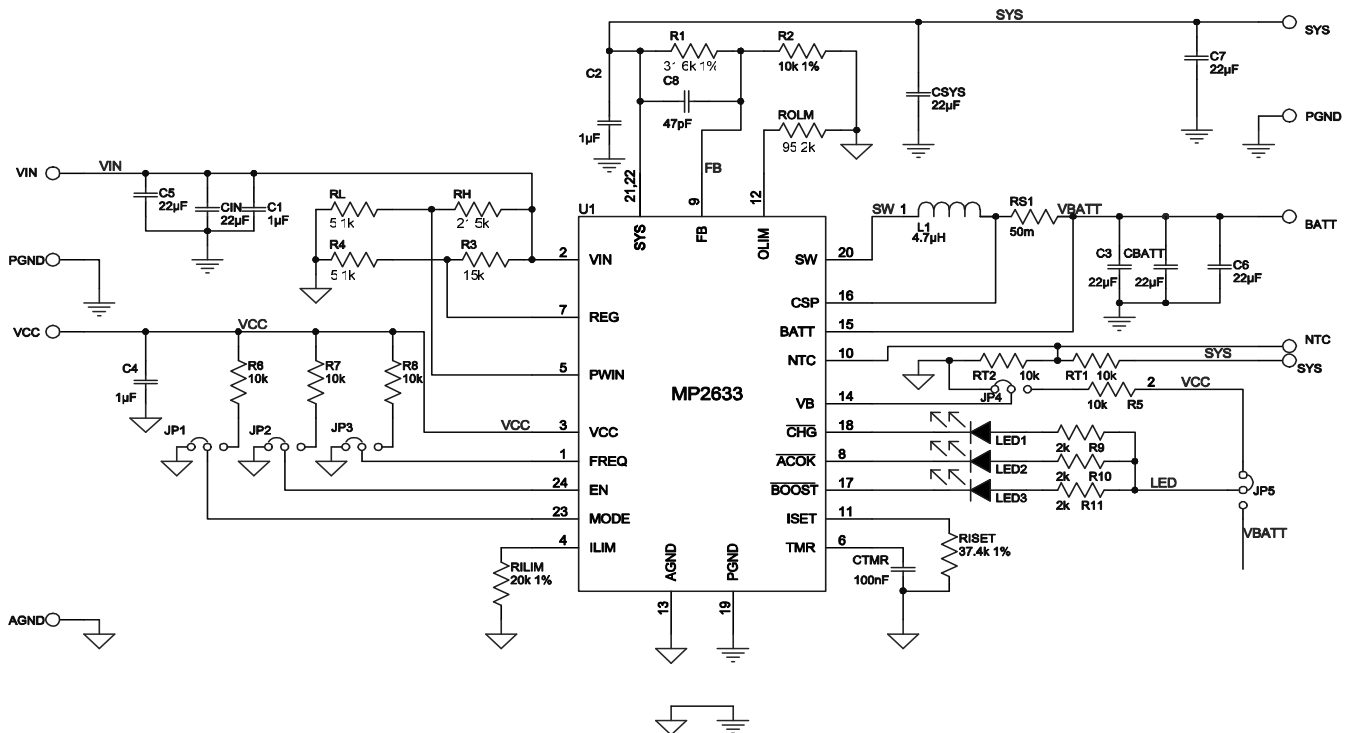 SYS
SYS
R1
31 6k 1%
C8
47pF
R2
10k 1%
C2
1µF
CSYS
22µF
C7
22µF
ROLM
95 2k
PGND
FB
VIN
VIN
C5
22µF
CIN
22µF
C1
1µF
RL
5 1k
RH
21 5k
R4
5 1k
R3
15k
PGND
VCC
VCC
C4
1µF
R6
10k
R7
10k
R8
10k
JP1
JP2
JP3
VCC
U1
MP2633
21,22
SYS
9
FB
12
OLIM
2
VIN
7
REG
5
PWIN
3
VCC
1
FREQ
24
EN
23
MODE
4
ILIM
RILIM
20k 1%
AGND
13
PGND
19
SW
20
CSP
16
BATT
15
NTC
10
VB
14
CHG
18
ACOK
8
BOOST
17
ISET
11
TMR
6
SW
1
L1
4.7µH
RS1
50m
VBATT
BATT
C3
22µF
CBATT
22µF
C6
22µF
NTC
SYS
SYS
RT2
10k
RT1
10k
JP4
10k
R5
2
VCC
LED1
LED2
LED3
2k
R9
2k
R10
2k
R11
LED
JP5
VBATT
RISET
37.4k 1%
CTMR
100nF
AGND